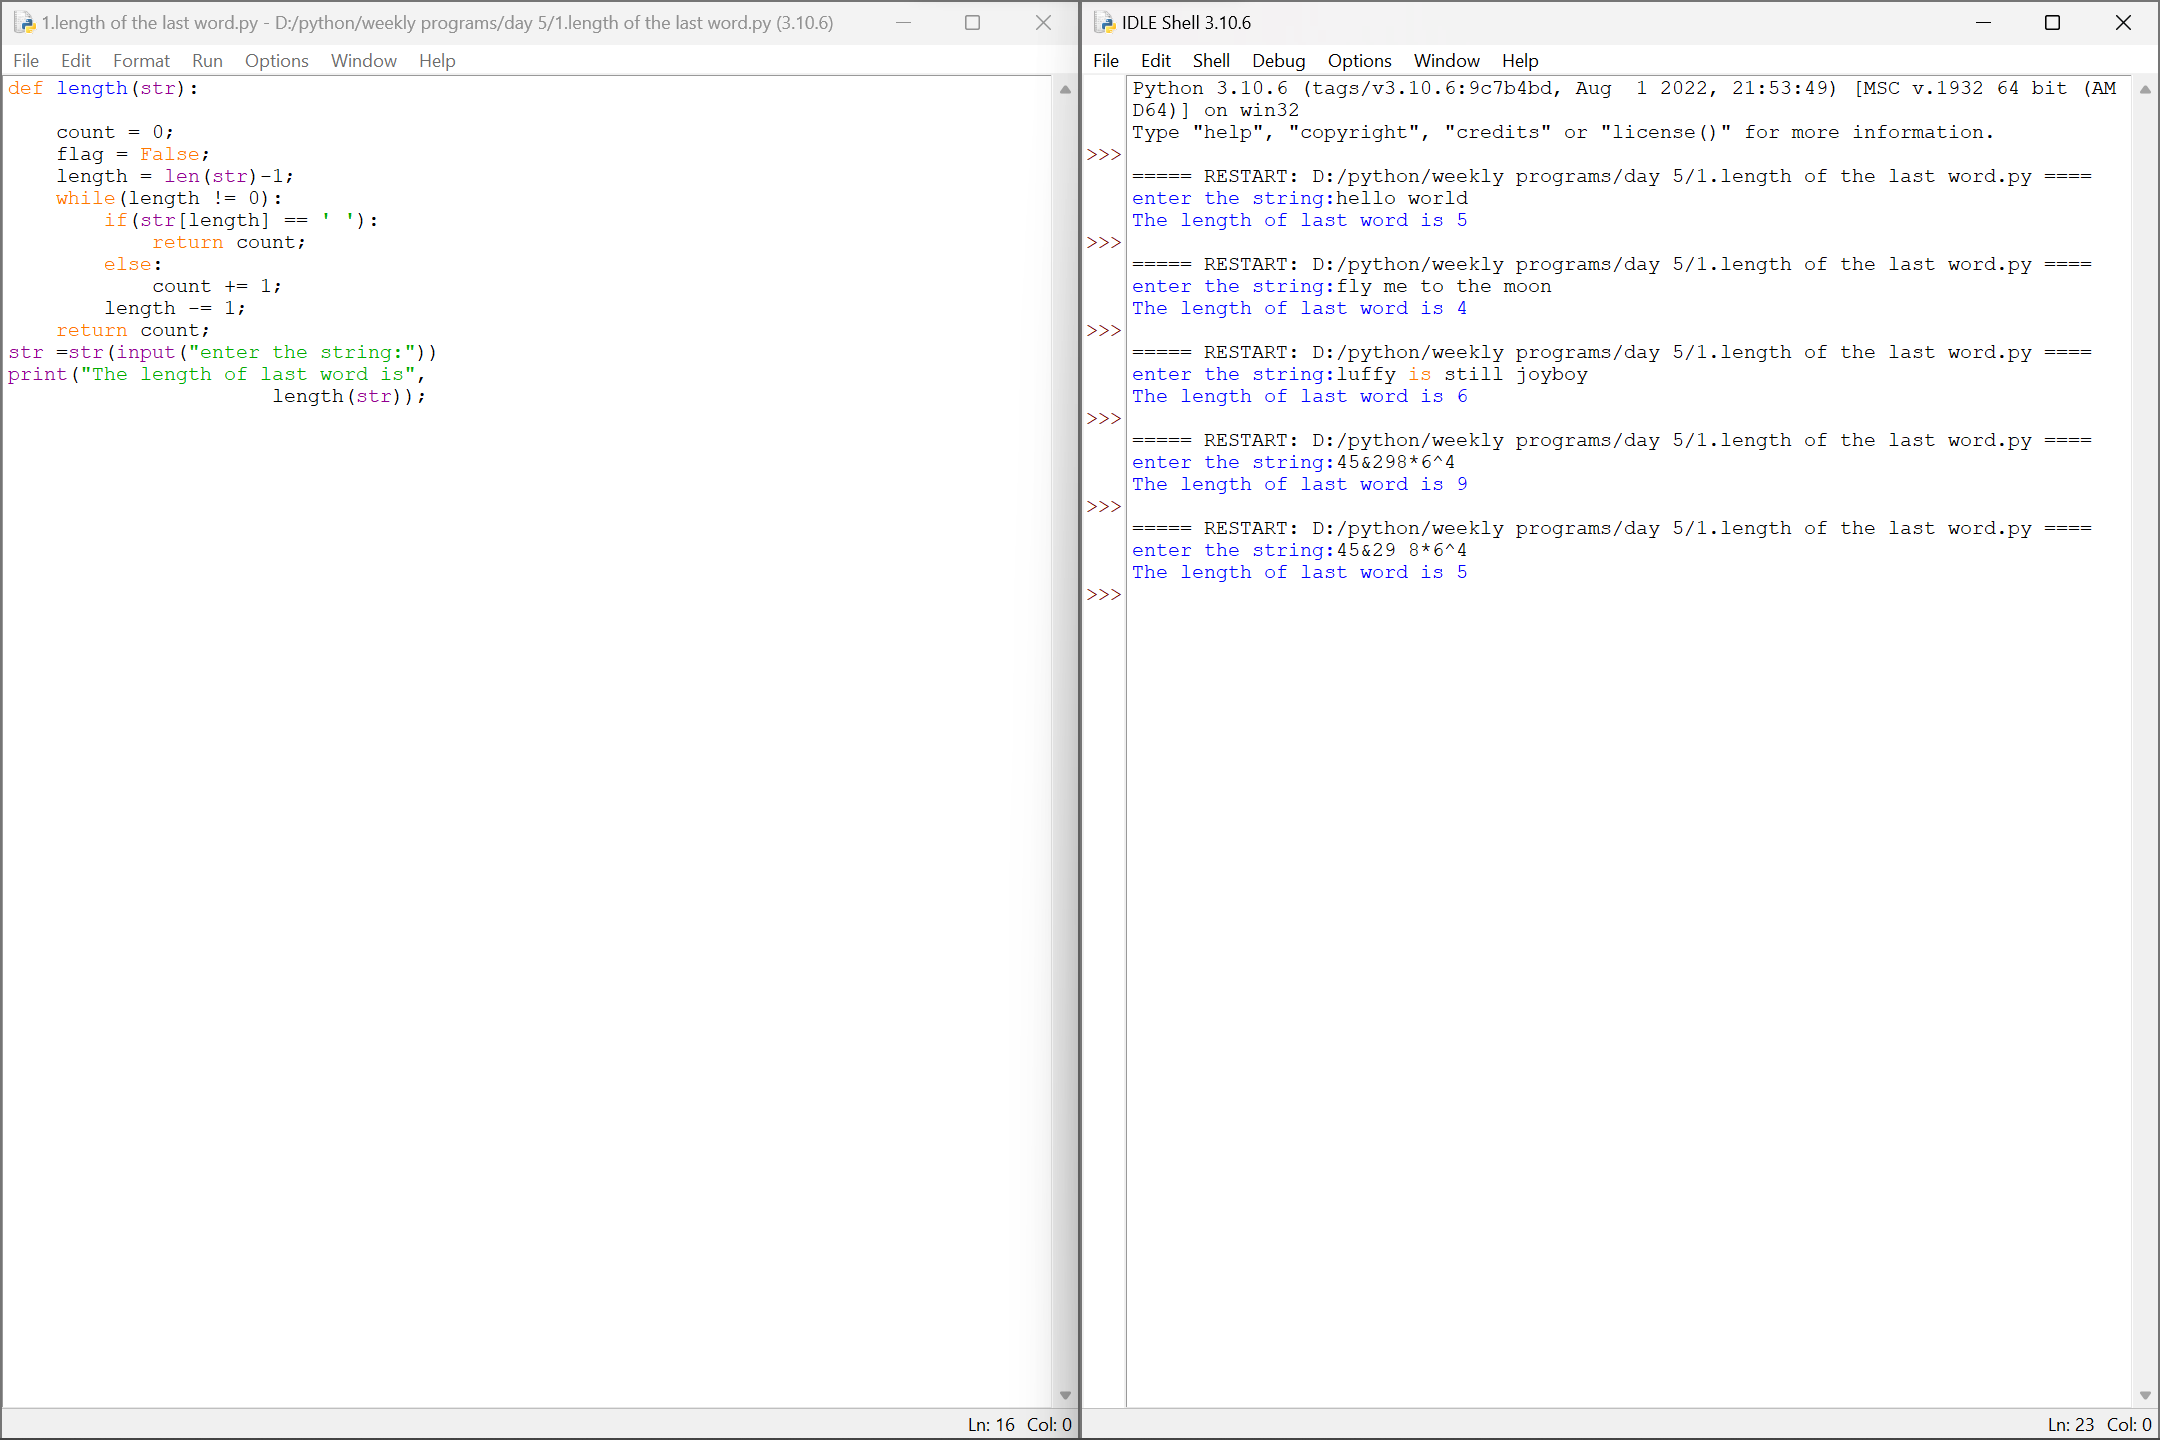 1.length of the last word.py - D:/python/weekly programs/day 5/1.length of the last word.py (3.10.6)
File Edit Format Run Options Window Help
def length(str):
    count = 0;
    flag = False;
    length = len(str)-1;
    while(length != 0):
        if(str[length] == ' '):
            return count;
        else:
            count += 1;
        length -= 1;
    return count;
str =str(input("enter the string:"))
print("The length of last word is",
                      length(str));
Ln: 16 Col: 0
IDLE Shell 3.10.6
File Edit Shell Debug Options Window Help
Python 3.10.6 (tags/v3.10.6:9c7b4bd, Aug  1 2022, 21:53:49) [MSC v.1932 64 bit (AM
D64)] on win32
Type "help", "copyright", "credits" or "license()" for more information.
>>>
===== RESTART: D:/python/weekly programs/day 5/1.length of the last word.py ====
enter the string:hello world
The length of last word is 5
>>>
===== RESTART: D:/python/weekly programs/day 5/1.length of the last word.py ====
enter the string:fly me to the moon
The length of last word is 4
>>>
===== RESTART: D:/python/weekly programs/day 5/1.length of the last word.py ====
enter the string:luffy is still joyboy
The length of last word is 6
>>>
===== RESTART: D:/python/weekly programs/day 5/1.length of the last word.py ====
enter the string:45&298*6^4
The length of last word is 9
>>>
===== RESTART: D:/python/weekly programs/day 5/1.length of the last word.py ====
enter the string:45&29 8*6^4
The length of last word is 5
>>>
Ln: 23 Col: 0